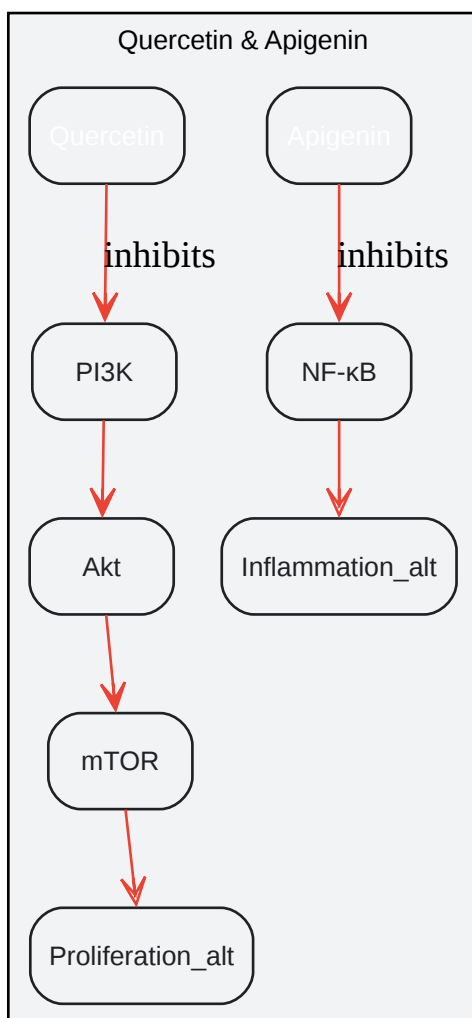 Quercetin & Apigenin
Quercetin
Apigenin
inhibits
inhibits
PI3K
NF-κB
Akt
Inflammation_alt
mTOR
Proliferation_alt